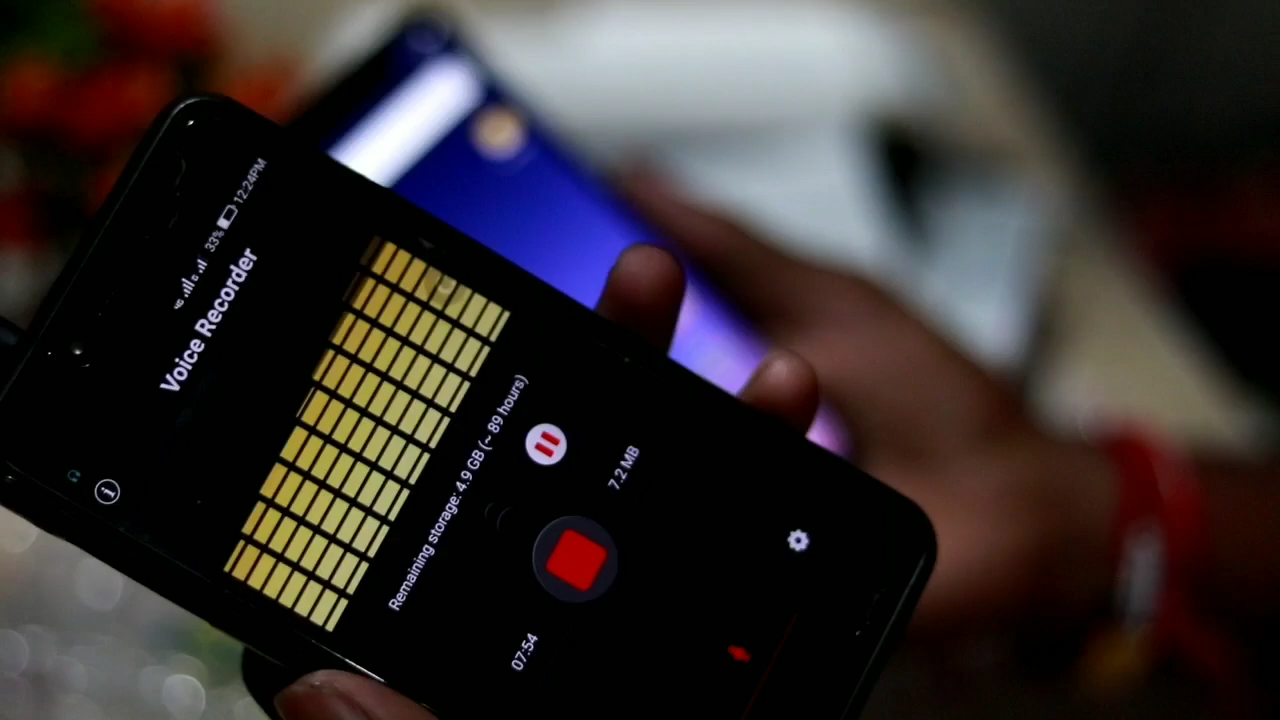 33% 12:24PM
Voice Recorder
Remaining storage: 4.9 GB (~ 89 hours)
07:54
7.2 MB